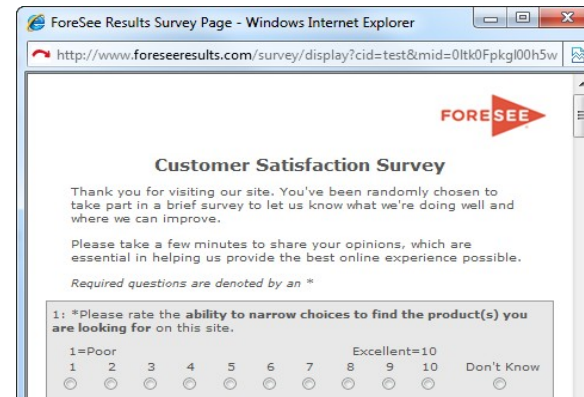 ForeSee Results Survey Page - Windows Internet Explorer
http://www.foreseeresults.com/survey/display?cid=test&mid=0Itk0Fpkgl00h5w
FORESEE
Customer Satisfaction Survey
Thank you for visiting our site. You've been randomly chosen to
take part in a brief survey to let us know what we're doing well and
where we can improve.
Please take a few minutes to share your opinions, which are
essential in helping us provide the best online experience possible.
Required questions are denoted by an *
1: *Please rate the ability to narrow choices to find the product(s) you
are looking for on this site.
1=Poor Excellent=10
1 2 3 4 5 6 7 8 9 10 Don't Know